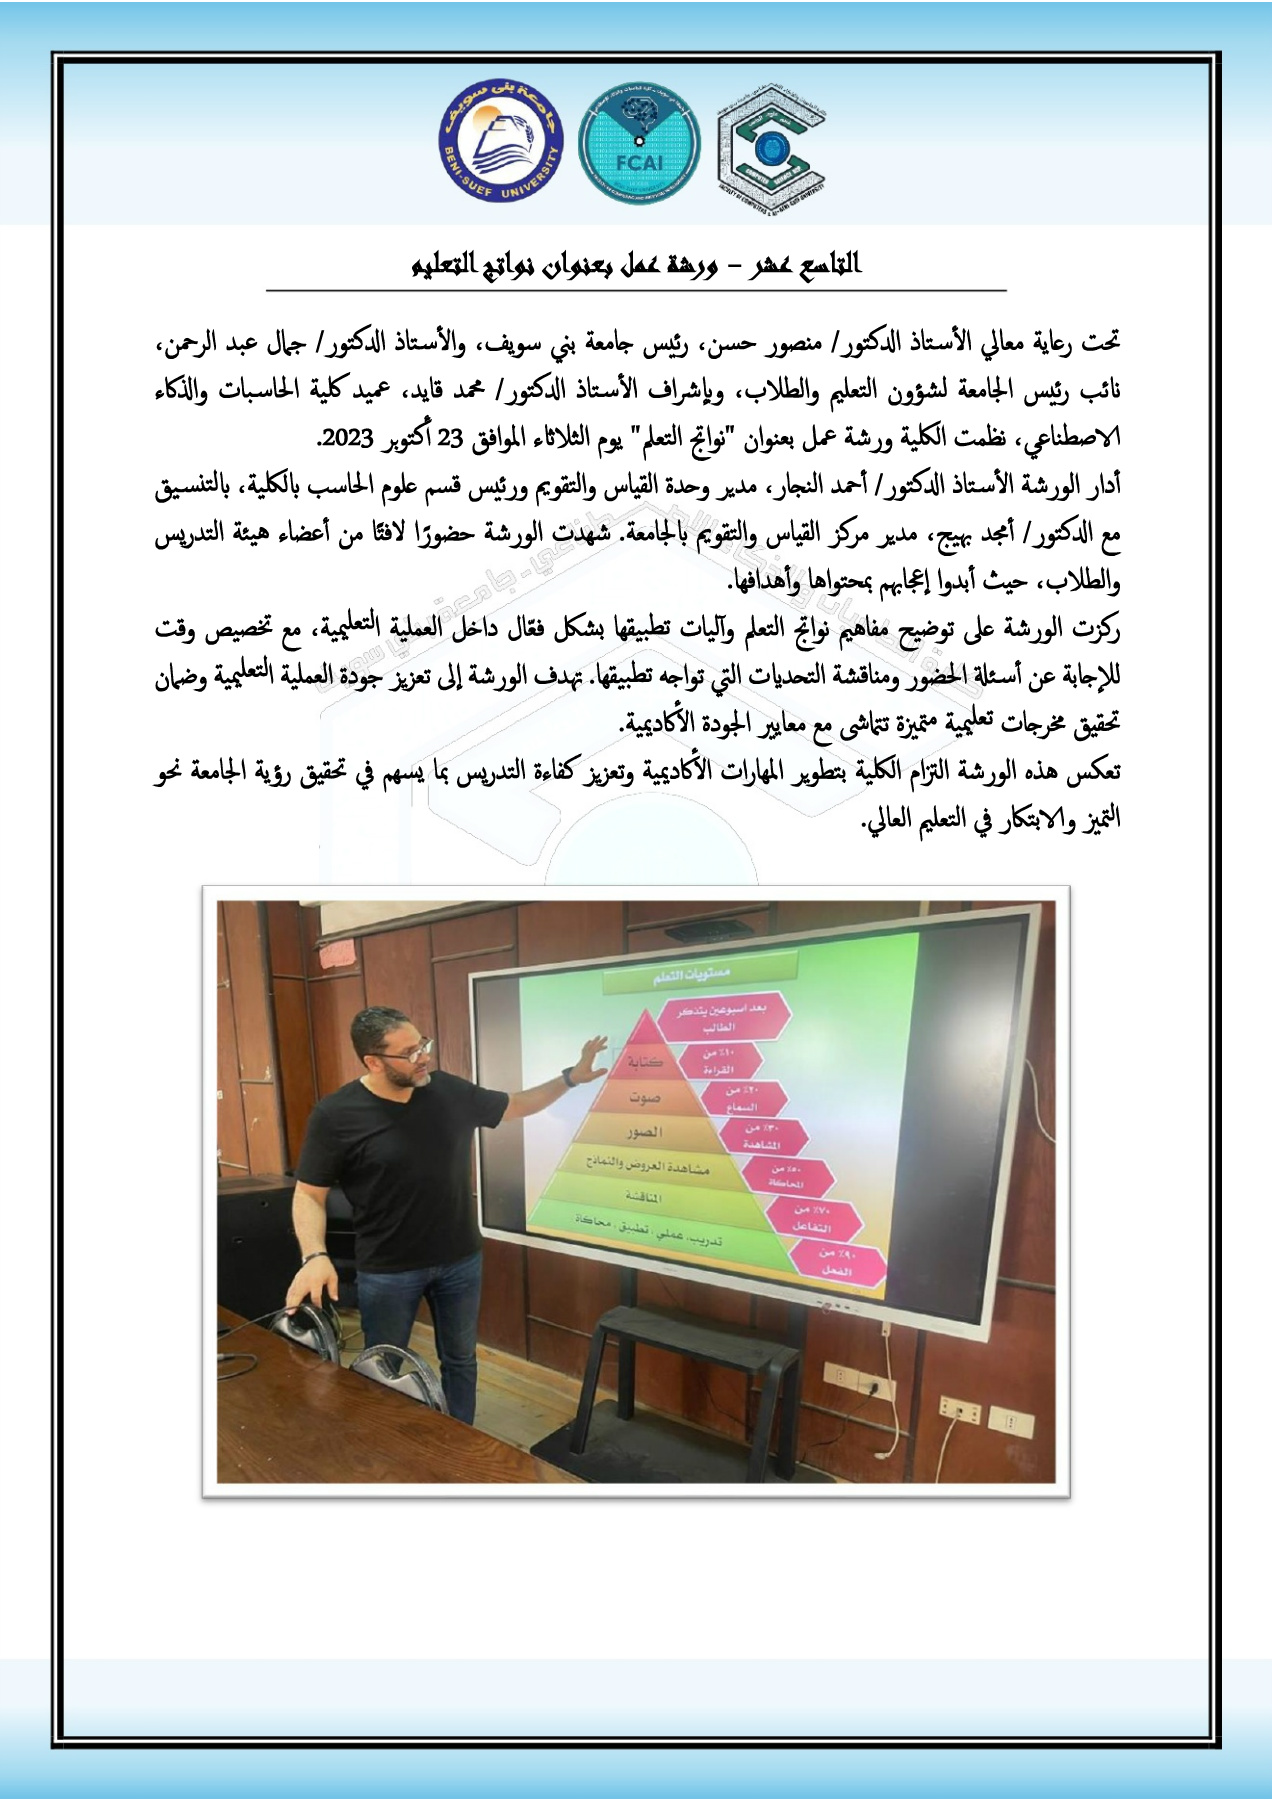 جامعة بنى سويف
BENI-SUEF UNIVERSITY
FCAI
التاسع عشر – ورشة عمل بعنوان نواتج التعليم
تحت رعاية معالي الأستاذ الدكتور/ منصور حسن، رئيس جامعة بني سويف، والأستاذ الدكتور/ جمال عبد الرحمن،
نائب رئيس الجامعة لشؤون التعليم والطلاب، وبإشراف الأستاذ الدكتور/ محمد قايد، عميد كلية الحاسبات والذكاء
الاصطناعي، نظمت الكلية ورشة عمل بعنوان "نواتج التعلم" يوم الثلاثاء الموافق 23 أكتوبر 2023.
أدار الورشة الأستاذ الدكتور/ أحمد النجار، مدير وحدة القياس والتقويم ورئيس قسم علوم الحاسب بالكلية، بالتنسيق
مع الدكتور/ أمجد بهيج، مدير مركز القياس والتقويم بالجامعة. شهدت الورشة حضورًا لافتًا من أعضاء هيئة التدريس
والطلاب، حيث أبدوا إعجابهم بمحتواها وأهدافها.
ركزت الورشة على توضيح مفاهيم نواتج التعلم وآليات تطبيقها بشكل فعّال داخل العملية التعليمية، مع تخصيص وقت
للإجابة عن أسئلة الحضور ومناقشة التحديات التي تواجه تطبيقها. تهدف الورشة إلى تعزيز جودة العملية التعليمية وضمان
تحقيق مخرجات تعليمية متميزة تتماشى مع معايير الجودة الأكاديمية.
تعكس هذه الورشة التزام الكلية بتطوير المهارات الأكاديمية وتعزيز كفاءة التدريس بما يسهم في تحقيق رؤية الجامعة نحو
التميز والابتكار في التعليم العالي.
مستويات التعلم
بعد اسبوعين يتذكر
الطالب
كتابة
١٠٪ من
القراءة
صوت
٢٠٪ من
السماع
الصور
٣٠٪ من
المشاهدة
مشاهدة العروض والنماذج
٥٠٪ من
المحاكاة
المناقشة
٧٠٪ من
التفاعل
تدريب، عملي، تطبيق، محاكاة
٩٠٪ من
الفعل